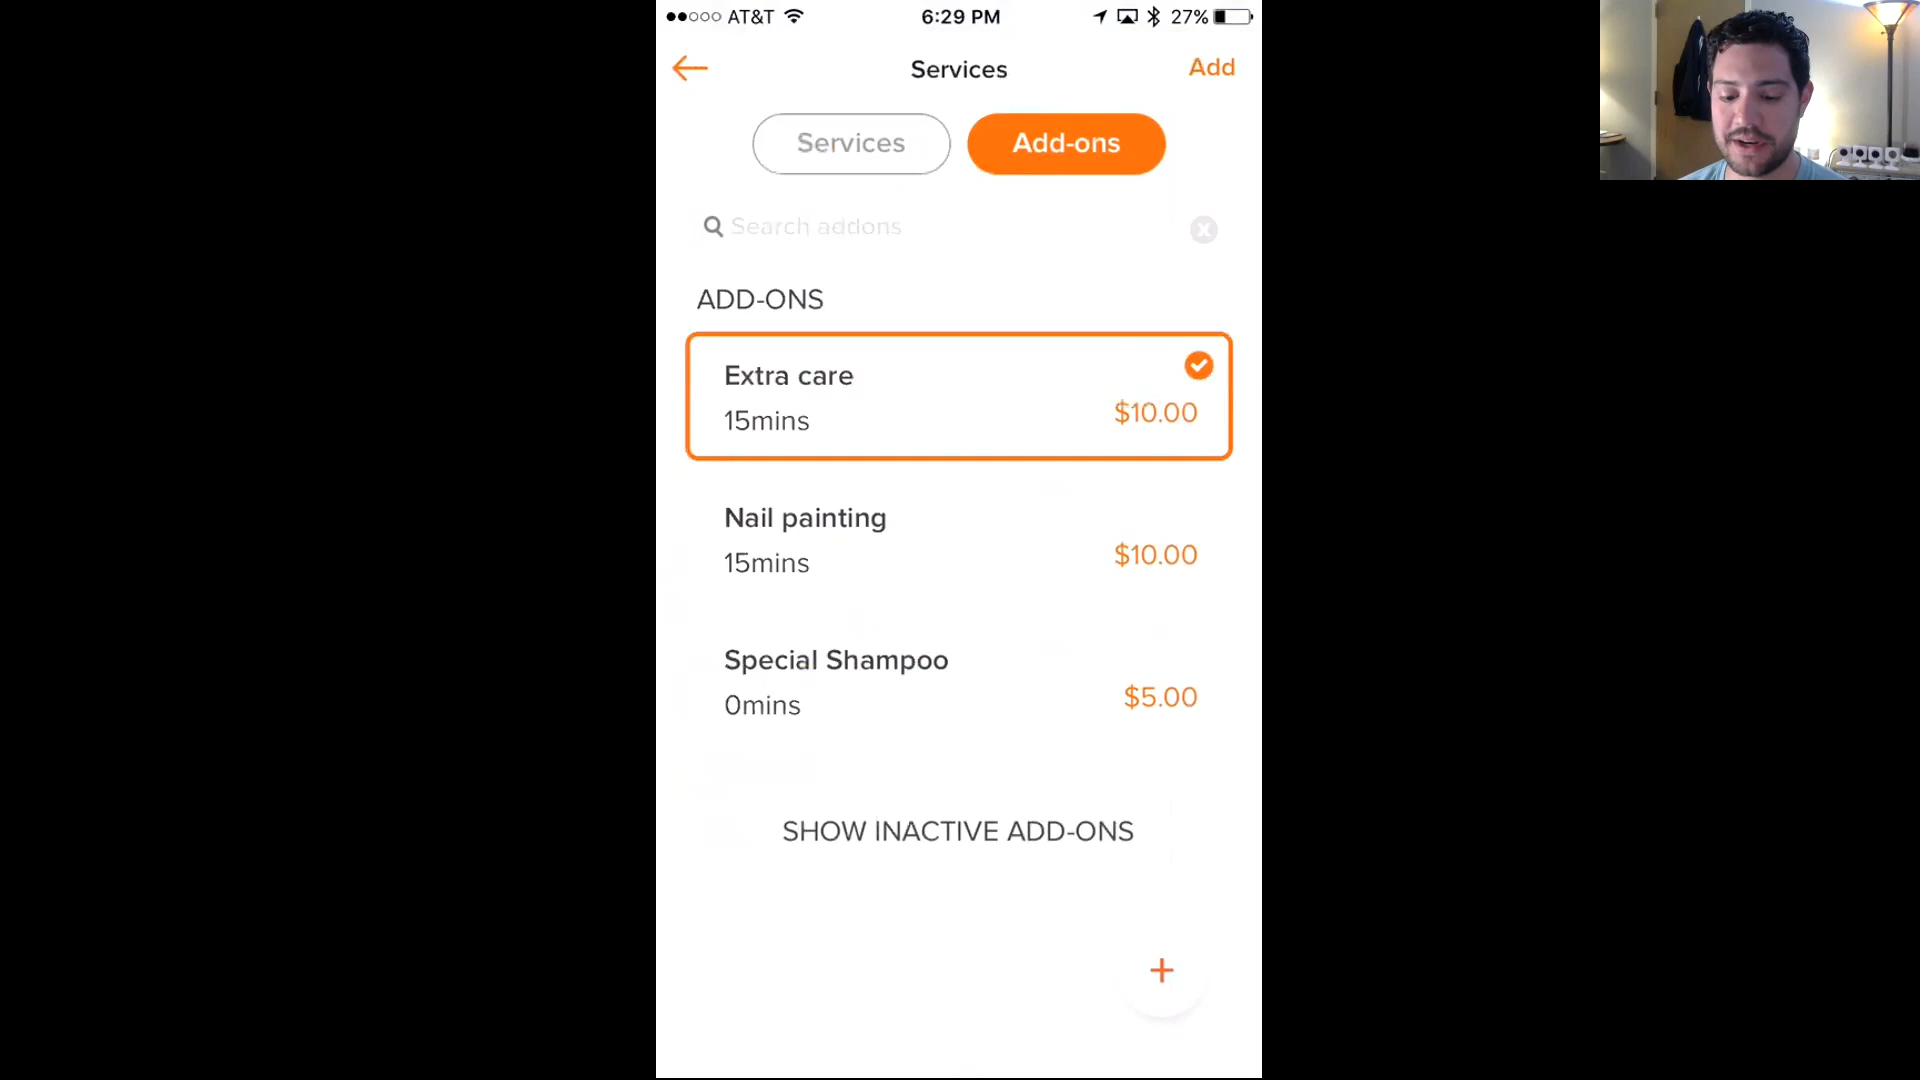 AT&T 6:29 PM 27%
Services Add
Services Add-ons
Search addons x
ADD-ONS
Extra care
15mins $10.00
Nail painting
15mins $10.00
Special Shampoo
0mins $5.00
SHOW INACTIVE ADD-ONS
+